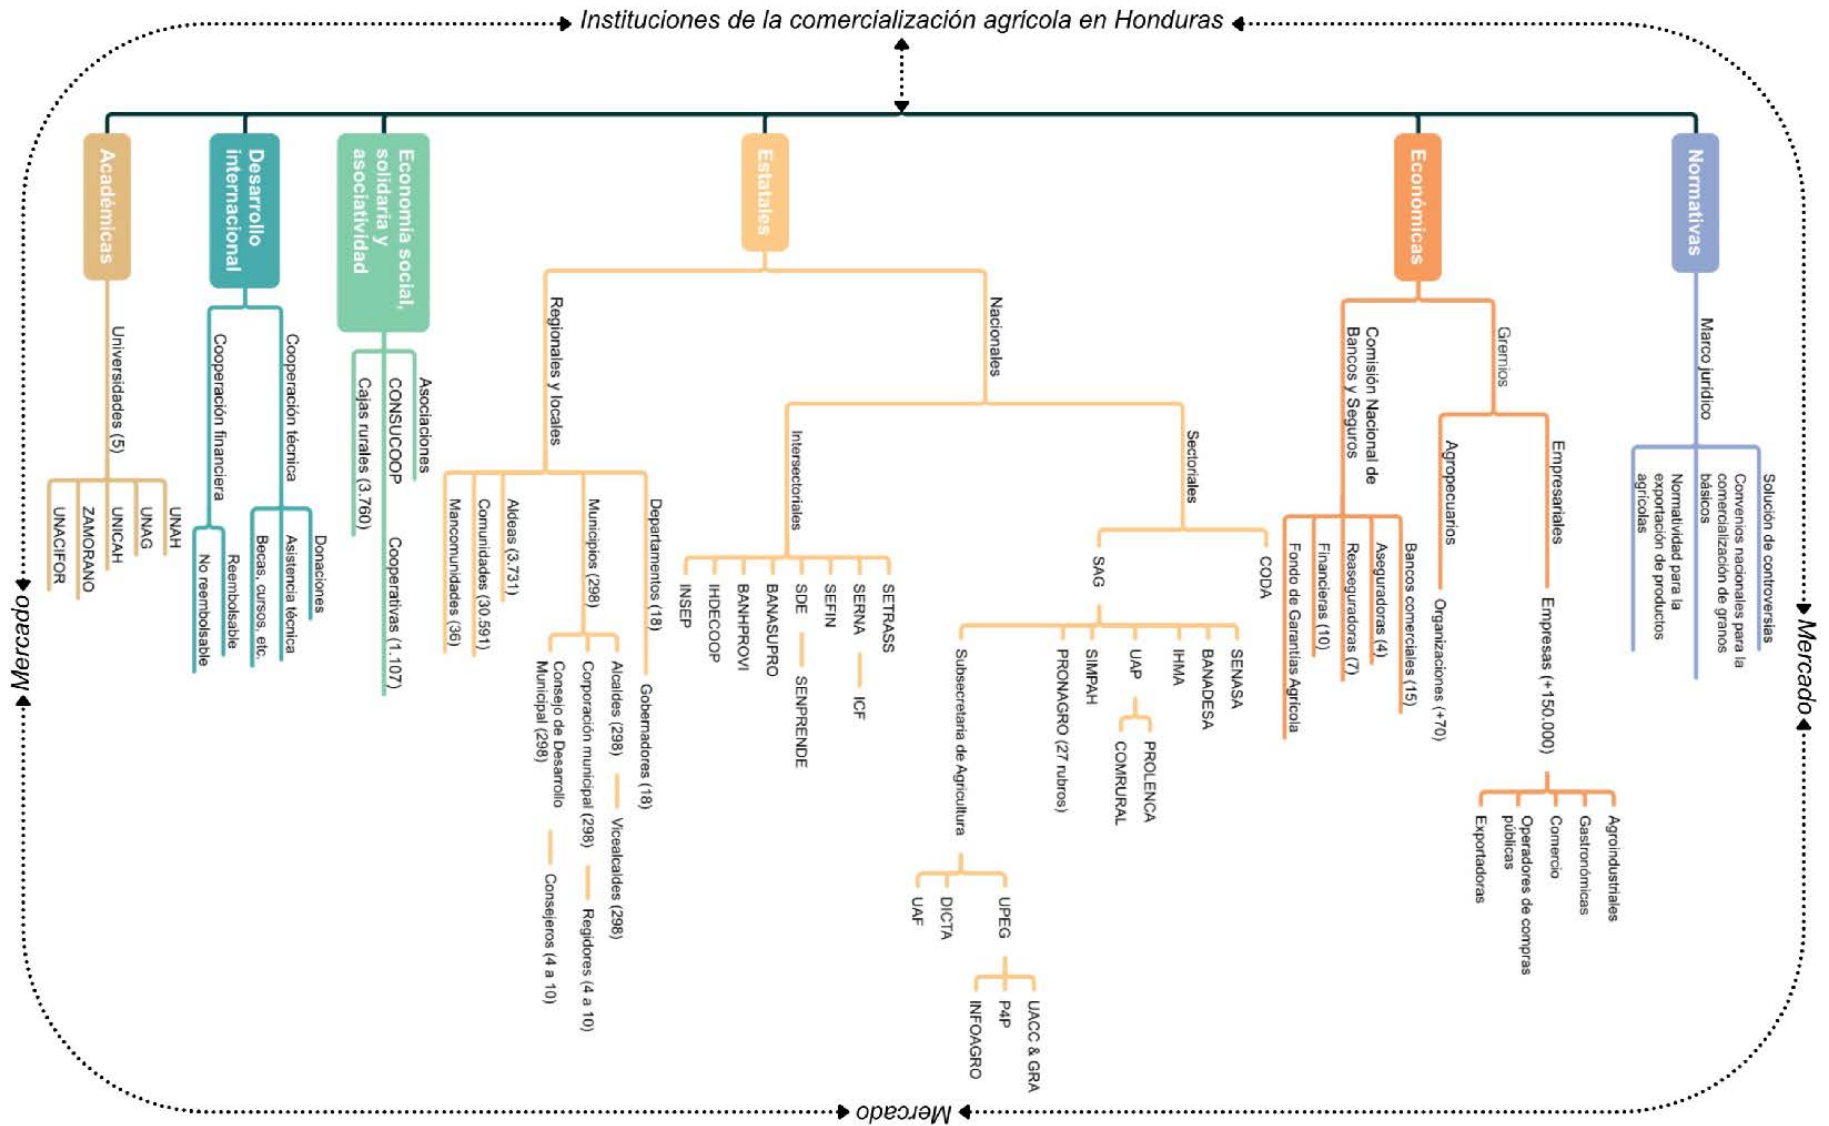 Instituciones de la comercialización agrícola en Honduras
Normativas
Marco jurídico
Solución de controversias
Convenios nacionales para la
comercialización de granos
básicos
Normatividad para la
exportación de productos
agrícolas
Económicas
Gremios
Empresariales
Empresas (+150.000)
Agroindustriales
Gastronómicas
Comercio
Operadores de compras
públicas
Exportadoras
Agropecuarios
Organizaciones (+70)
Comisión Nacional de
Bancos y Seguros
Bancos comerciales (15)
Aseguradoras (4)
Reaseguradoras (7)
Financieras (10)
Fondo de Garantías Agrícola
Estatales
Nacionales
Sectoriales
CODA
SAG
SENASA
BANADESA
IHMA
UAP
PROLENCA
COMRURAL
SIMPAH
PRONAGRO (27 rubros)
Subsecretaria de Agricultura
UPEG
UACC & GRA
P4P
INFOAGRO
DICTA
UAF
Intersectoriales
SETRASS
SERNA
ICF
SEFIN
SDE
SENPRENDE
BANASUPRO
BANHPROVI
IHDECOOP
INSEP
Regionales y locales
Departamentos (18)
Gobernadores (18)
Municipios (298)
Alcaldes (298)
Vicealcaldes (298)
Corporación municipal (298)
Regidores (4 a 10)
Consejo de Desarrollo
Municipal (298)
Consejeros (4 a 10)
Aldeas (3.731)
Comunidades (30.591)
Mancomunidades (36)
Economía social,
solidaria y
asociatividad
Asociaciones
CONSUCOOP
Cooperativas (1.107)
Cajas rurales (3.760)
Desarrollo
internacional
Cooperación técnica
Donaciones
Asistencia técnica
Becas, cursos, etc.
Cooperación financiera
Reembolsable
No reembolsable
Académicas
Universidades (5)
UNAH
UNAG
UNICAH
ZAMORANO
UNACIFOR
Mercado
Mercado
Mercado